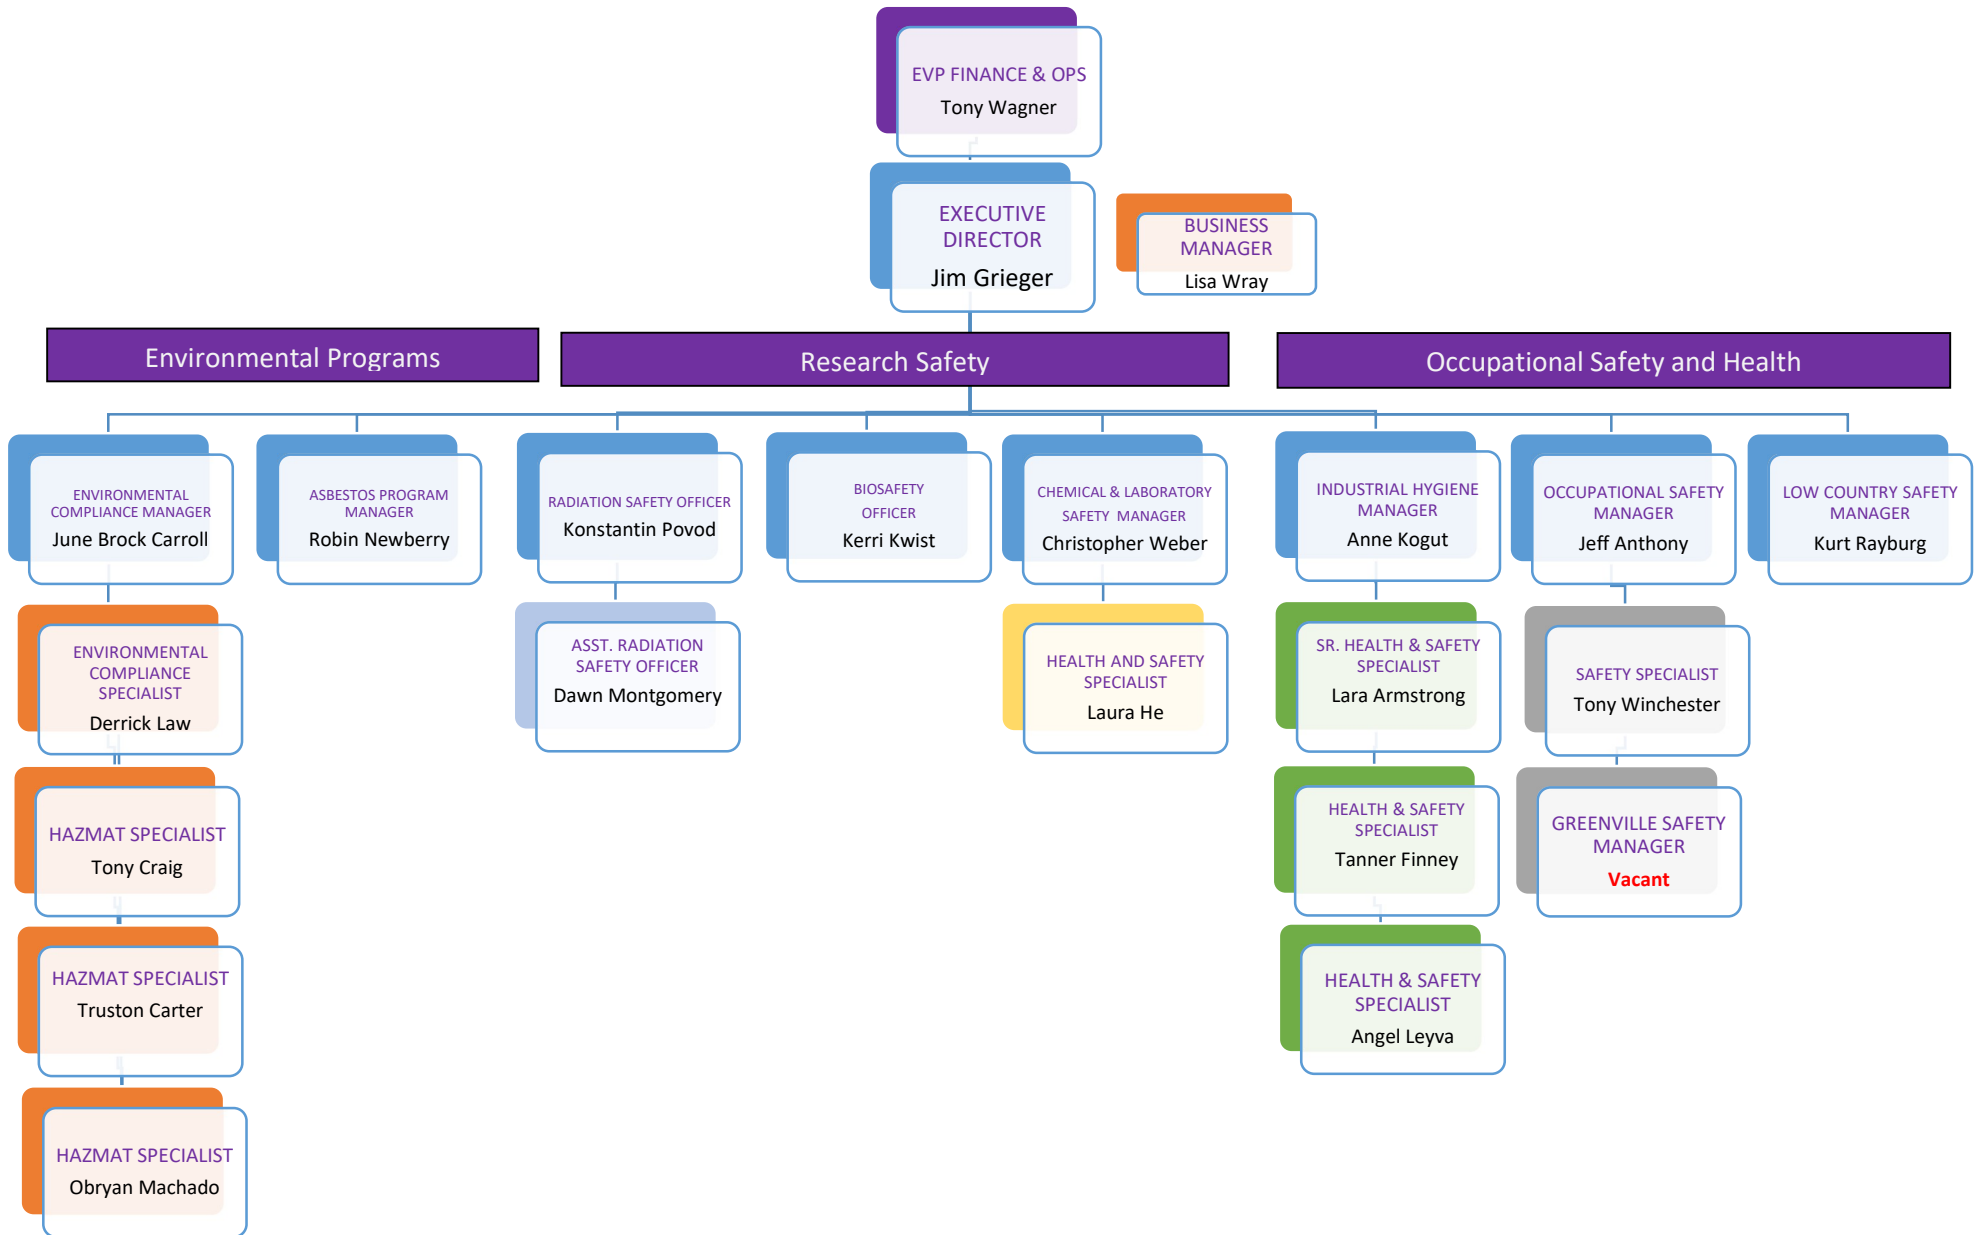 EVP FINANCE & OPS
Tony Wagner
EXECUTIVE
DIRECTOR
Jim Grieger
BUSINESS
MANAGER
Lisa Wray
Environmental Programs
Research Safety
Occupational Safety and Health
ENVIRONMENTAL
COMPLIANCE MANAGER
June Brock Carroll
ASBESTOS PROGRAM
MANAGER
Robin Newberry
RADIATION SAFETY OFFICER
Konstantin Povod
BIOSAFETY
OFFICER
Kerri Kwist
CHEMICAL & LABORATORY
SAFETY MANAGER
Christopher Weber
INDUSTRIAL HYGIENE
MANAGER
Anne Kogut
OCCUPATIONAL SAFETY
MANAGER
Jeff Anthony
LOW COUNTRY SAFETY
MANAGER
Kurt Rayburg
ENVIRONMENTAL
COMPLIANCE
SPECIALIST
Derrick Law
ASST. RADIATION
SAFETY OFFICER
Dawn Montgomery
HEALTH AND SAFETY
SPECIALIST
Laura He
SR. HEALTH & SAFETY
SPECIALIST
Lara Armstrong
SAFETY SPECIALIST
Tony Winchester
HAZMAT SPECIALIST
Tony Craig
HEALTH & SAFETY
SPECIALIST
Tanner Finney
GREENVILLE SAFETY
MANAGER
Vacant
HAZMAT SPECIALIST
Truston Carter
HEALTH & SAFETY
SPECIALIST
Angel Leyva
HAZMAT SPECIALIST
Obryan Machado